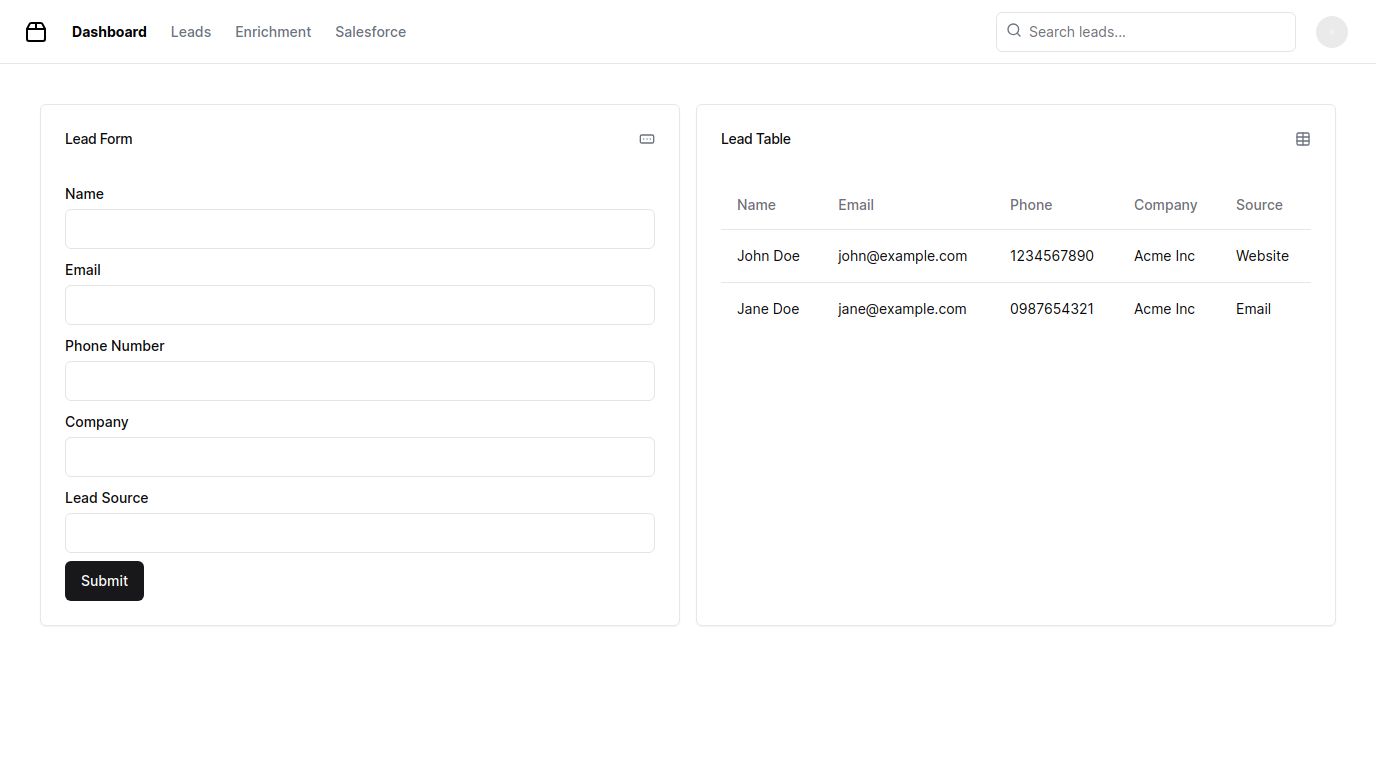 Dashboard Leads Enrichment Salesforce Search leads...
Lead Form
Name
Email
Phone Number
Company
Lead Source
Submit
Lead Table
Name Email Phone Company Source
John Doe john@example.com 1234567890 Acme Inc Website
Jane Doe jane@example.com 0987654321 Acme Inc Email